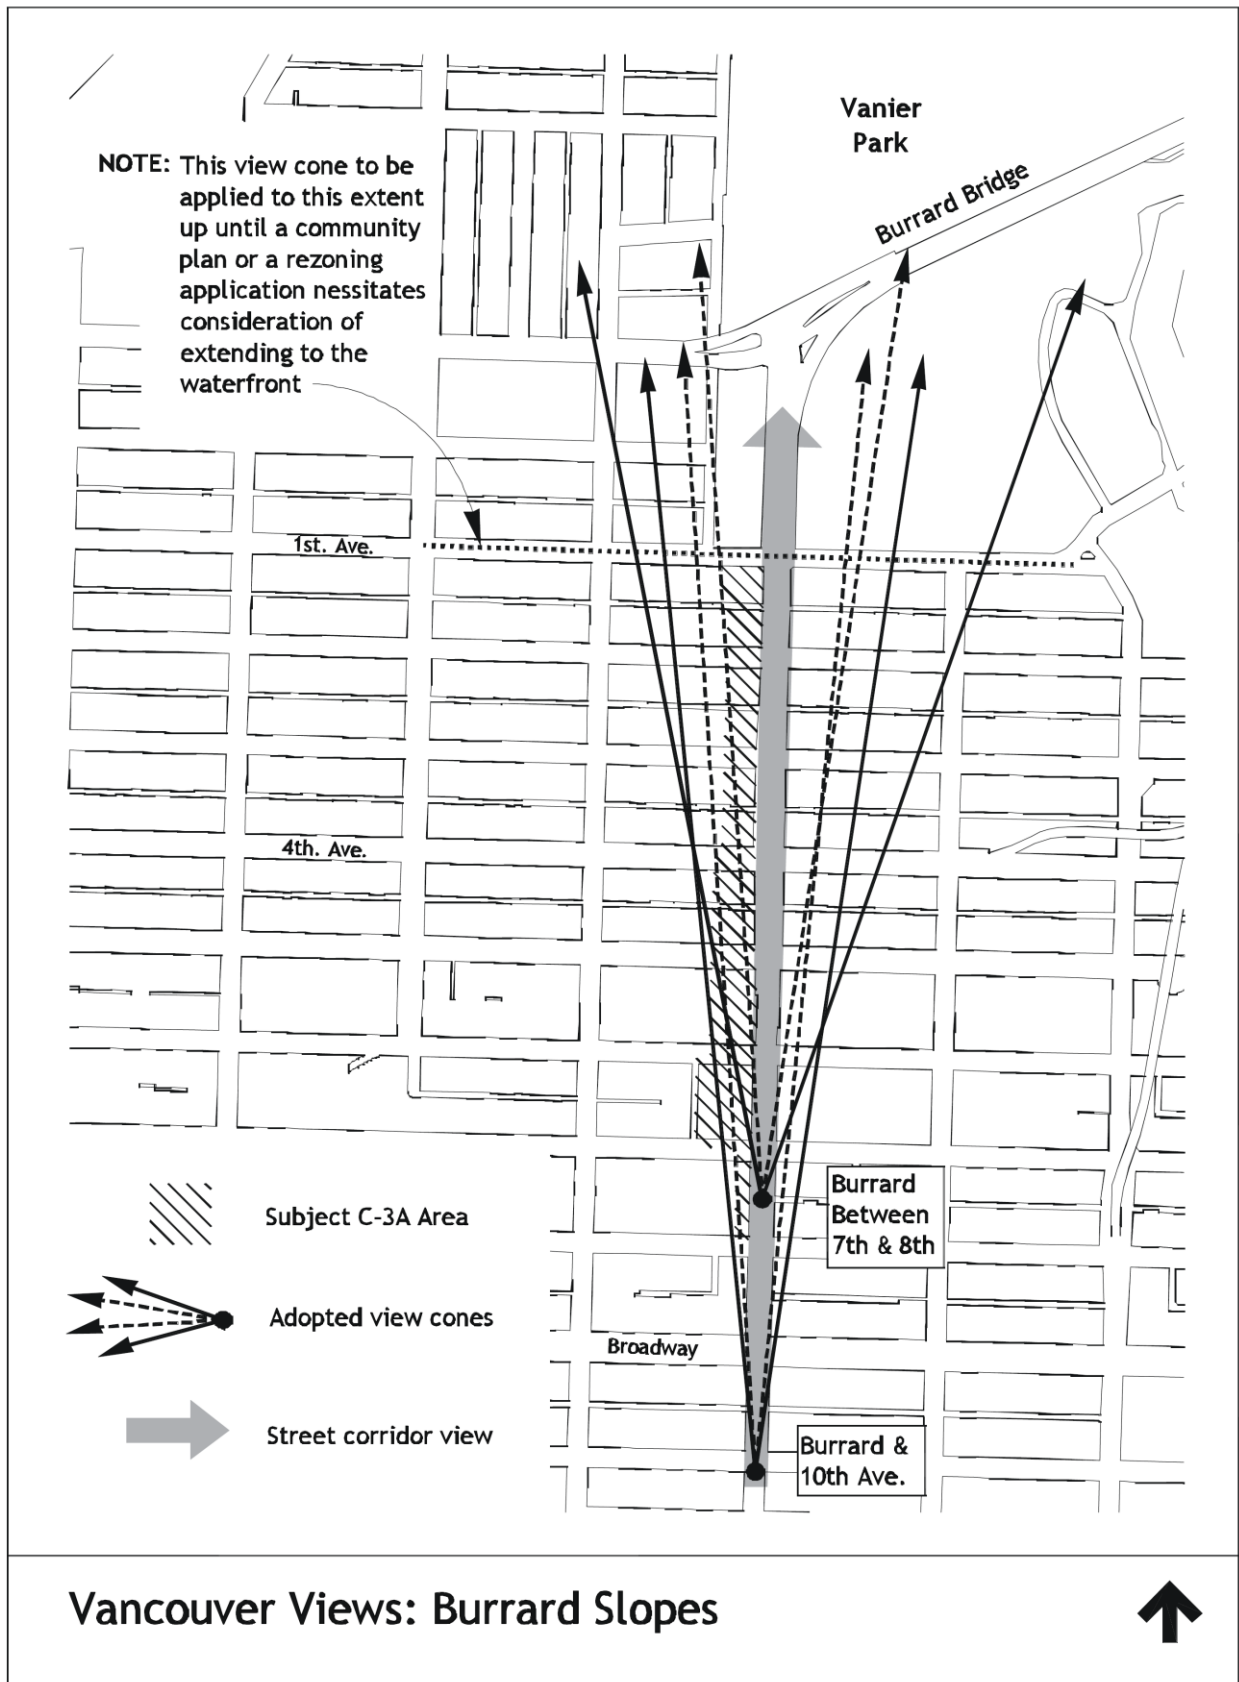 Vanier
Park
Burrard Bridge
NOTE: This view cone to be
applied to this extent
up until a community
plan or a rezoning
application nessitates
consideration of
extending to the
waterfront
1st. Ave.
4th. Ave.
Burrard
Between
7th & 8th
Subject C-3A Area
Adopted view cones
Broadway
Street corridor view
Burrard &
10th Ave.
Vancouver Views: Burrard Slopes